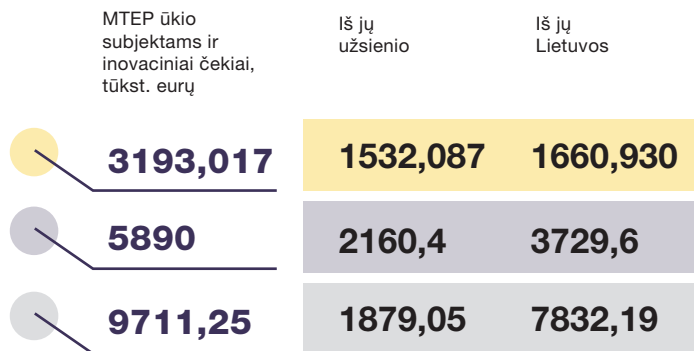 MTEP ūkio
subjektams ir
inovaciniai čekiai,
tūkst. eurų
Iš jų
užsienio
Iš jų
Lietuvos
3193,017 1532,087 1660,930
5890 2160,4 3729,6
9711,25 1879,05 7832,19